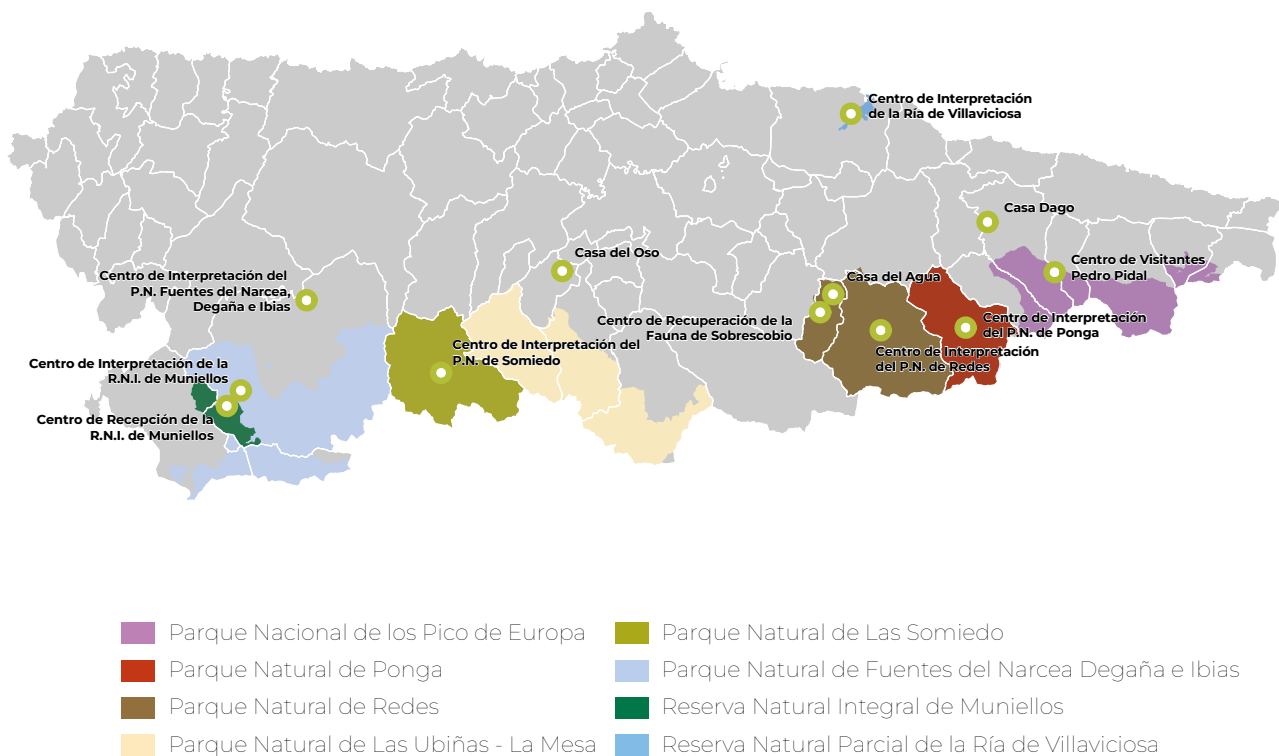 Centro de Interpretación
de la Ría de Villaviciosa
Casa Dago
Casa del Oso
Centro de Visitantes
Pedro Pidal
Centro de Interpretación del
P.N. Fuentes del Narcea,
Degaña e Ibias
Casa del Agua
Centro de Recuperación de la
Fauna de Sobrescobio
Centro de Interpretación
del P.N. de Ponga
Centro de Interpretación del
P.N. de Somiedo
Centro de Interpretación
del P.N. de Redes
Centro de Interpretación de la
R.N.I. de Muniellos
Centro de Recepción de la
R.N.I. de Muniellos
Parque Nacional de los Pico de Europa
Parque Natural de Ponga
Parque Natural de Redes
Parque Natural de Las Ubiñas - La Mesa
Parque Natural de Las Somiedo
Parque Natural de Fuentes del Narcea Degaña e Ibias
Reserva Natural Integral de Muniellos
Reserva Natural Parcial de la Ría de Villaviciosa